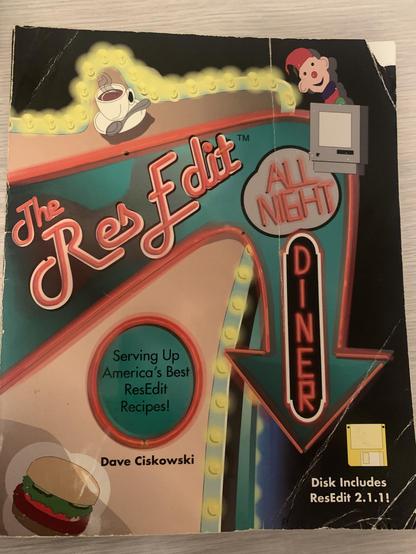 The
ResEdit™
ALL
NIGHT
DINER
Serving Up
America's Best
ResEdit
Recipes!
Dave Ciskowski
Disk Includes
ResEdit 2.1.1!